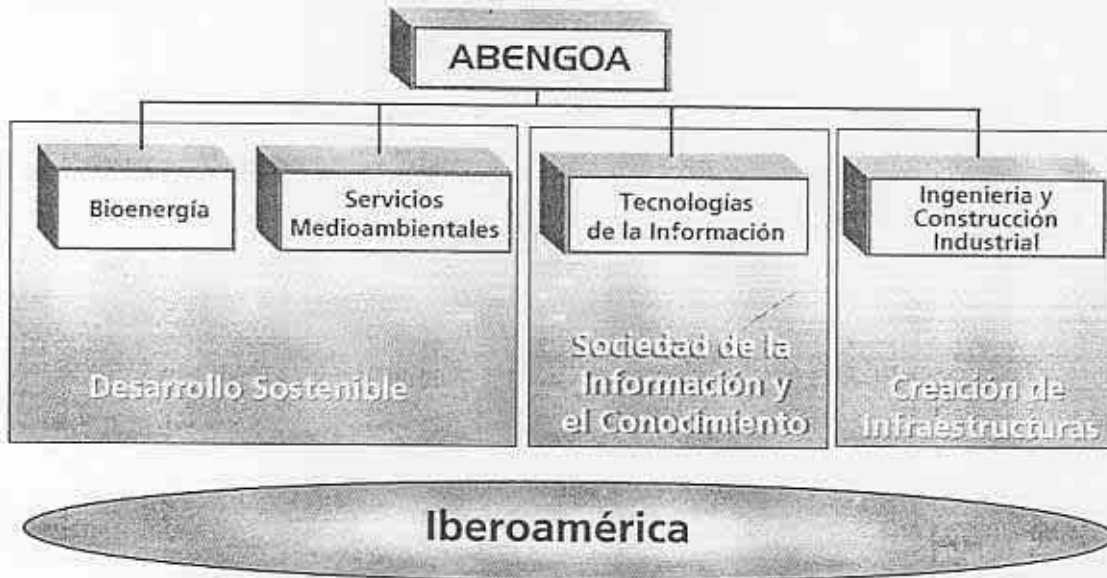 ABENGOA
Bioenergía
Servicios
Medioambientales
Tecnologías
de la Información
Ingeniería y
Construcción
Industrial
Desarrollo Sostenible
Sociedad de la
Información y
el Conocimiento
Creación de
Infraestructuras
Iberoamérica